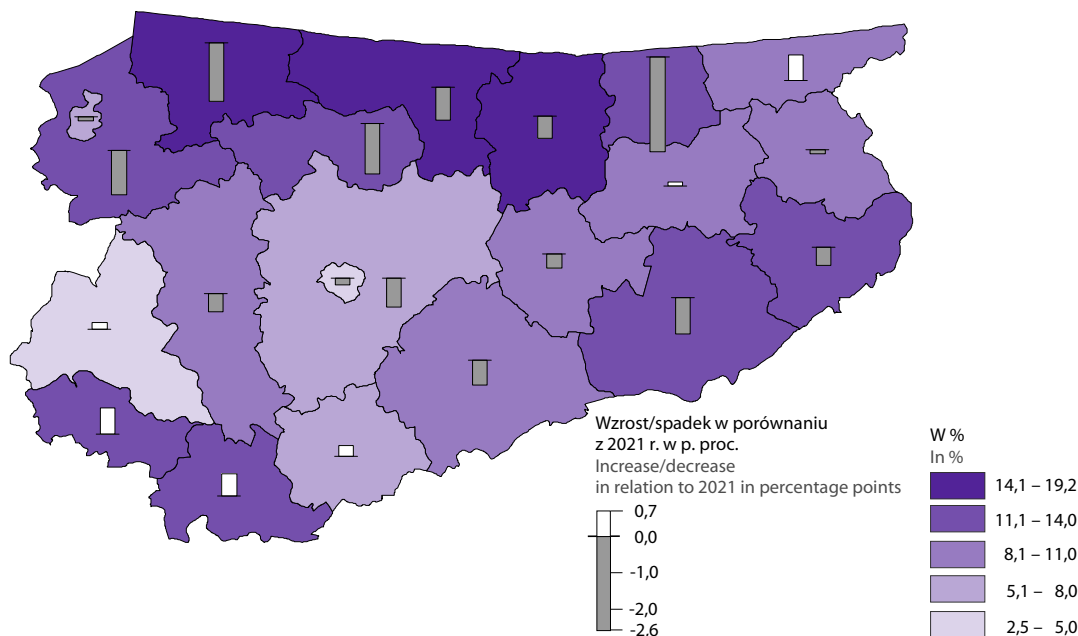 Wzrost/spadek w porównaniu
z 2021 r. w p. proc.
Increase/decrease
in relation to 2021 in percentage points
0,7
0,0
-1,0
-2,0
-2,6
W %
In %
14,1 – 19,2
11,1 – 14,0
8,1 – 11,0
5,1 – 8,0
2,5 – 5,0